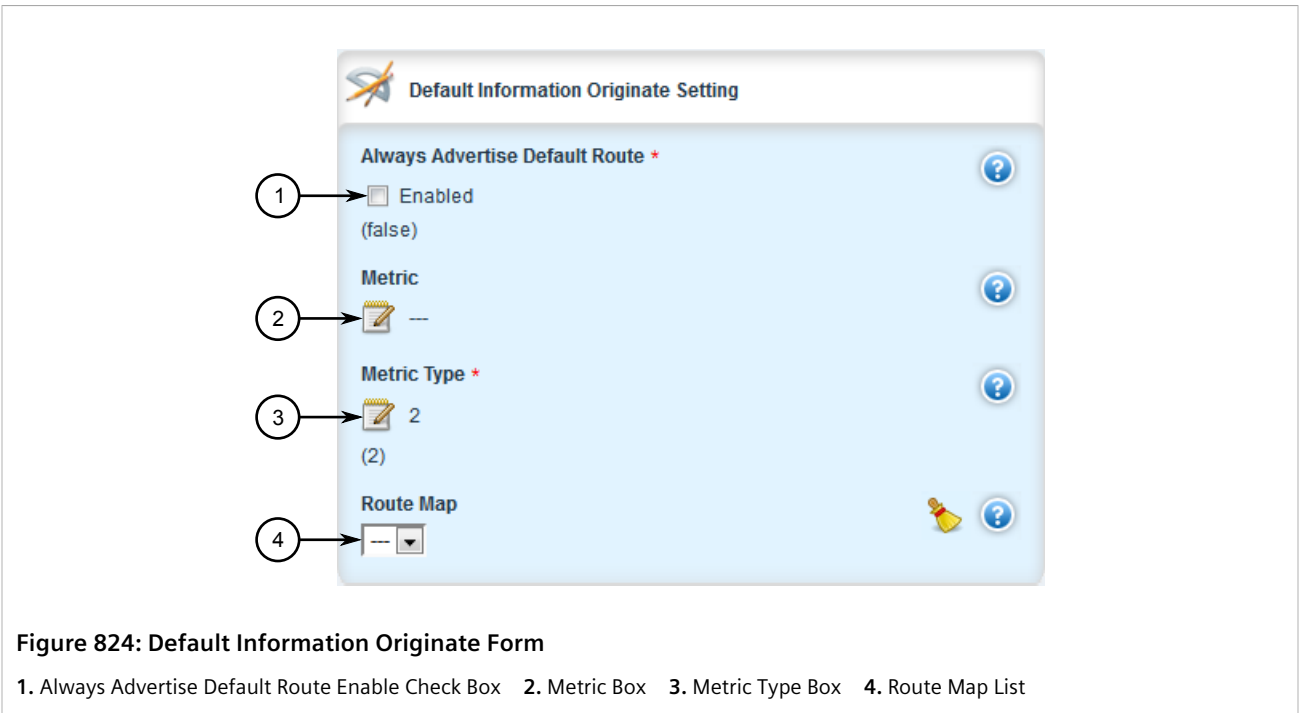 Default Information Originate Setting
Always Advertise Default Route *
1
Enabled
(false)
Metric
2
---
Metric Type *
3
2
(2)
Route Map
4
---
Figure 824: Default Information Originate Form
1. Always Advertise Default Route Enable Check Box 2. Metric Box 3. Metric Type Box 4. Route Map List